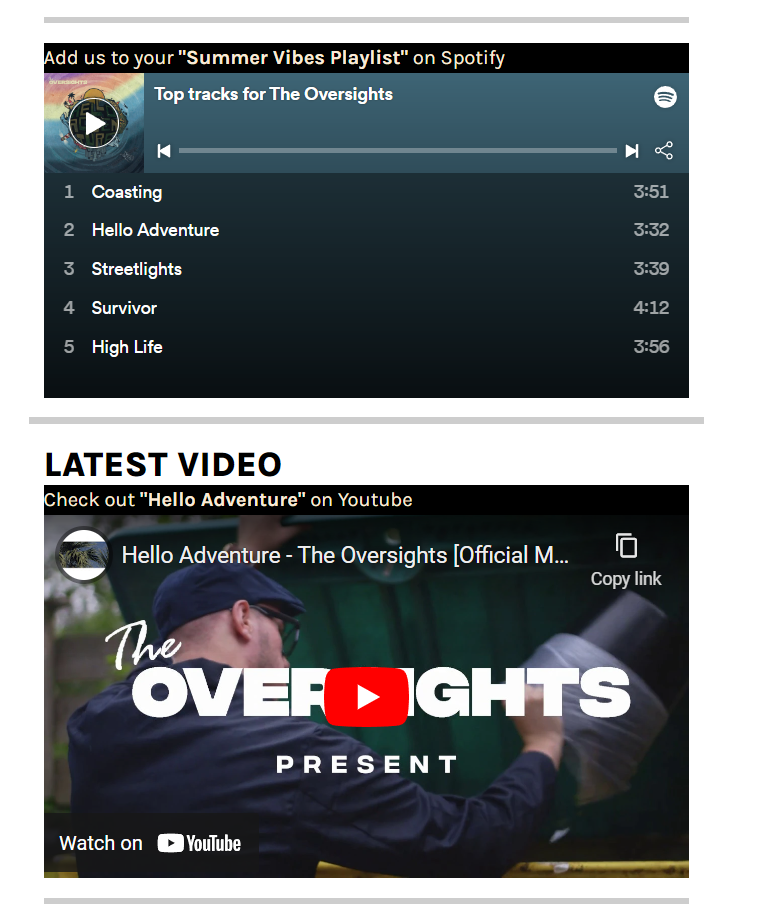 Add us to your "Summer Vibes Playlist" on Spotify
Top tracks for The Oversights
1 Coasting 3:51
2 Hello Adventure 3:32
3 Streetlights 3:39
4 Survivor 4:12
5 High Life 3:56
LATEST VIDEO
Check out "Hello Adventure" on Youtube
Hello Adventure - The Oversights [Official M...
Copy link
The
OVERSIGHTS
PRESENT
Watch on YouTube